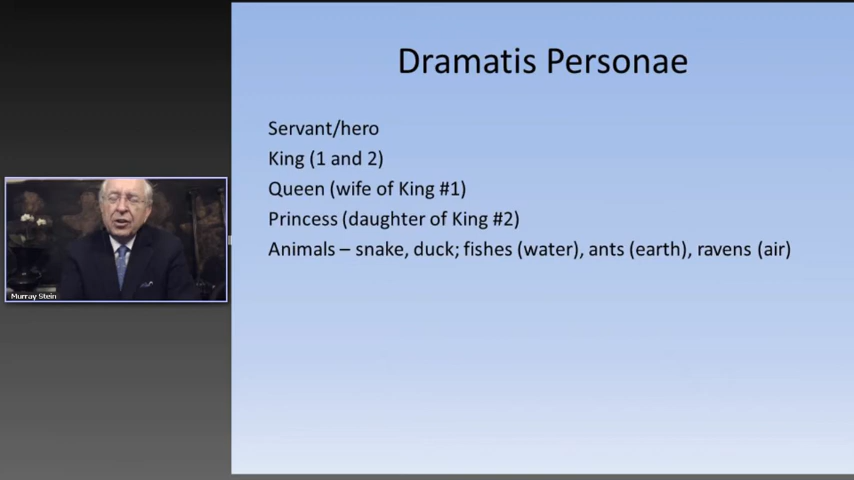 Dramatis Personae
Servant/hero
King (1 and 2)
Queen (wife of King #1)
Princess (daughter of King #2)
Animals – snake, duck; fishes (water), ants (earth), ravens (air)
Murray Stein